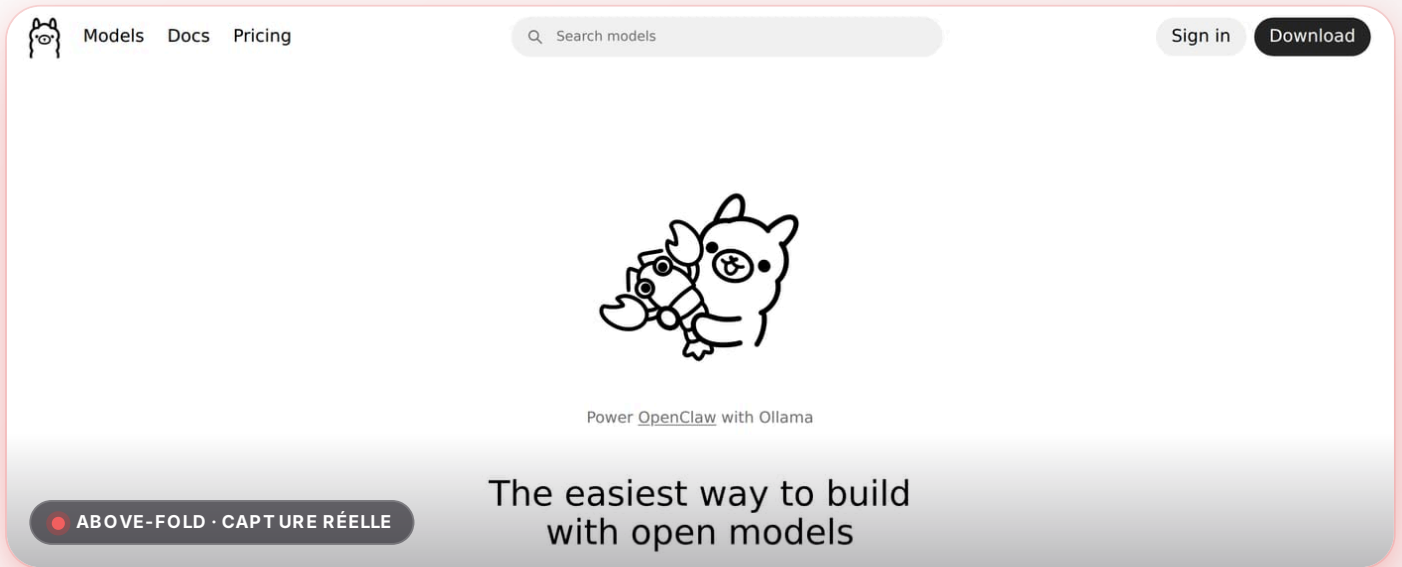 Models Docs Pricing Search models Sign in Download
Power OpenClaw with Ollama
The easiest way to build
with open models
ABOVE-FOLD · CAPTURE RÉELLE